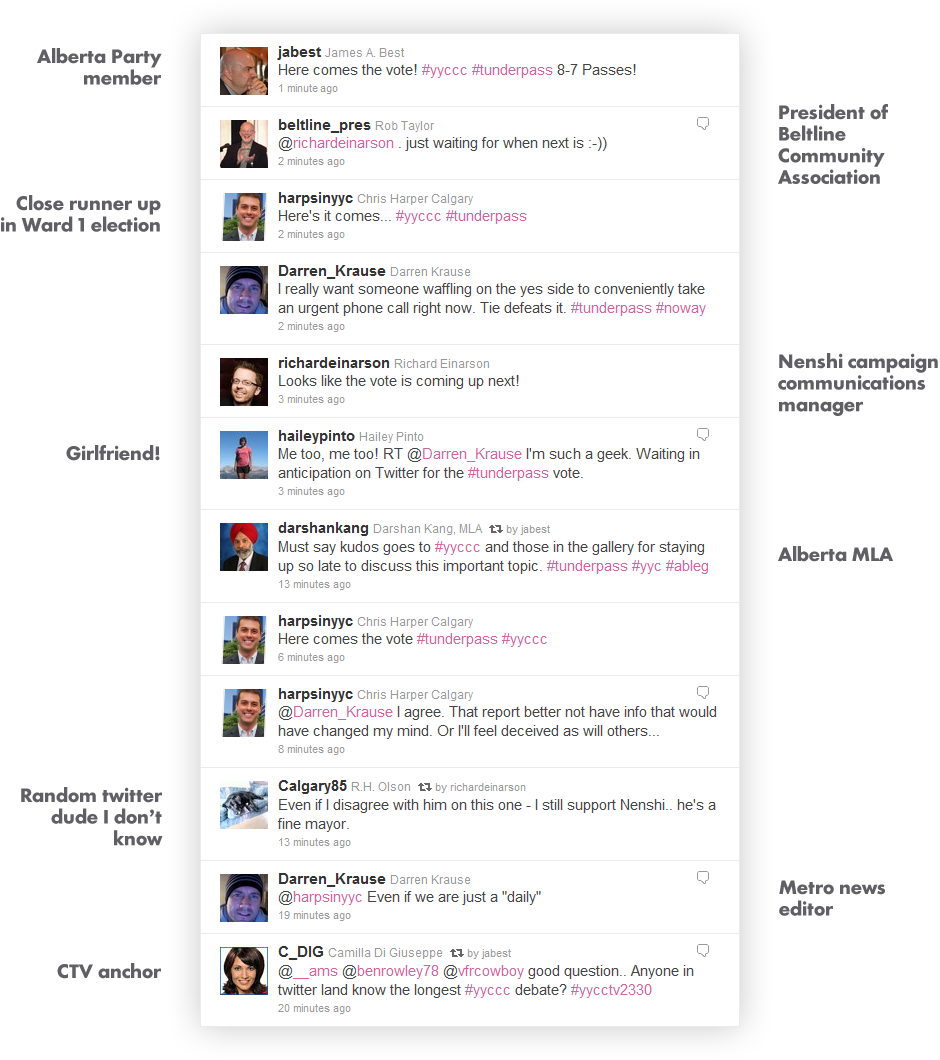 Alberta Party
member
jabest James A. Best
Here comes the vote! #yyccc #tunderpass 8-7 Passes!
1 minute ago
President of
Beltline
Community
Association
beltline_pres Rob Taylor
@richardeinarson . just waiting for when next is :-))
2 minutes ago
Close runner up
in Ward 1 election
harpsinyyc Chris Harper Calgary
Here's it comes... #yyccc #tunderpass
2 minutes ago
Darren_Krause Darren Krause
I really want someone waffling on the yes side to conveniently take
an urgent phone call right now. Tie defeats it. #tunderpass #noway
2 minutes ago
Nenshi campaign
communications
manager
richardeinarson Richard Einarson
Looks like the vote is coming up next!
3 minutes ago
Girlfriend!
haileypinto Hailey Pinto
Me too, me too! RT @Darren_Krause I'm such a geek. Waiting in
anticipation on Twitter for the #tunderpass vote.
3 minutes ago
Alberta MLA
darshankang Darshan Kang, MLA by jabest
Must say kudos goes to #yyccc and those in the gallery for staying
up so late to discuss this important topic. #tunderpass #yyc #ableg
13 minutes ago
harpsinyyc Chris Harper Calgary
Here comes the vote #tunderpass #yyccc
6 minutes ago
harpsinyyc Chris Harper Calgary
@Darren_Krause I agree. That report better not have info that would
have changed my mind. Or I'll feel deceived as will others...
8 minutes ago
Random twitter
dude I don't
know
Calgary85 R.H. Olson by richardeinarson
Even if I disagree with him on this one - I still support Nenshi.. he's a
fine mayor.
13 minutes ago
Metro news
editor
Darren_Krause Darren Krause
@harpsinyyc Even if we are just a "daily"
19 minutes ago
CTV anchor
C_DIG Camilla Di Giuseppe by jabest
@__ams @benrowley78 @vfrcowboy good question.. Anyone in
twitter land know the longest #yyccc debate? #yycctv2330
20 minutes ago